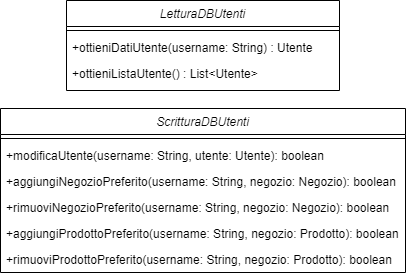 LetturaDBUtenti
+ottieniDatiUtente(username: String) : Utente
+ottieniListaUtente() : List<Utente>
ScritturaDBUtenti
+modificaUtente(username: String, utente: Utente): boolean
+aggiungiNegozioPreferito(username: String, negozio: Negozio): boolean
+rimuoviNegozioPreferito(username: String, negozio: Negozio): boolean
+aggiungiProdottoPreferito(username: String, negozio: Prodotto): boolean
+rimuoviProdottoPreferito(username: String, negozio: Prodotto): boolean